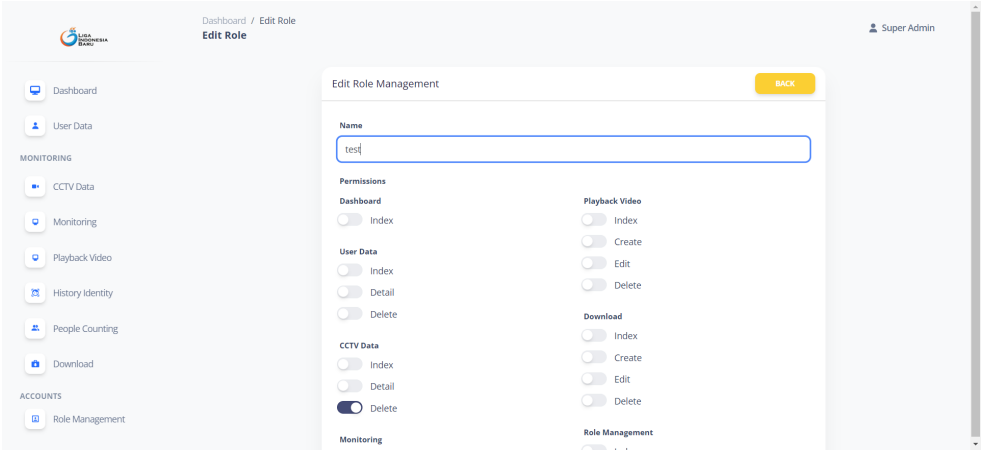 LIGA
INDONESIA
BARU
Dashboard
User Data
MONITORING
CCTV Data
Monitoring
Playback Video
History Identity
People Counting
Download
ACCOUNTS
Role Management
Dashboard / Edit Role
Edit Role
Super Admin
Edit Role Management
BACK
Name
test
Permissions
Dashboard
Index
User Data
Index
Detail
Delete
CCTV Data
Index
Detail
Delete
Monitoring
Playback Video
Index
Create
Edit
Delete
Download
Index
Create
Edit
Delete
Role Management